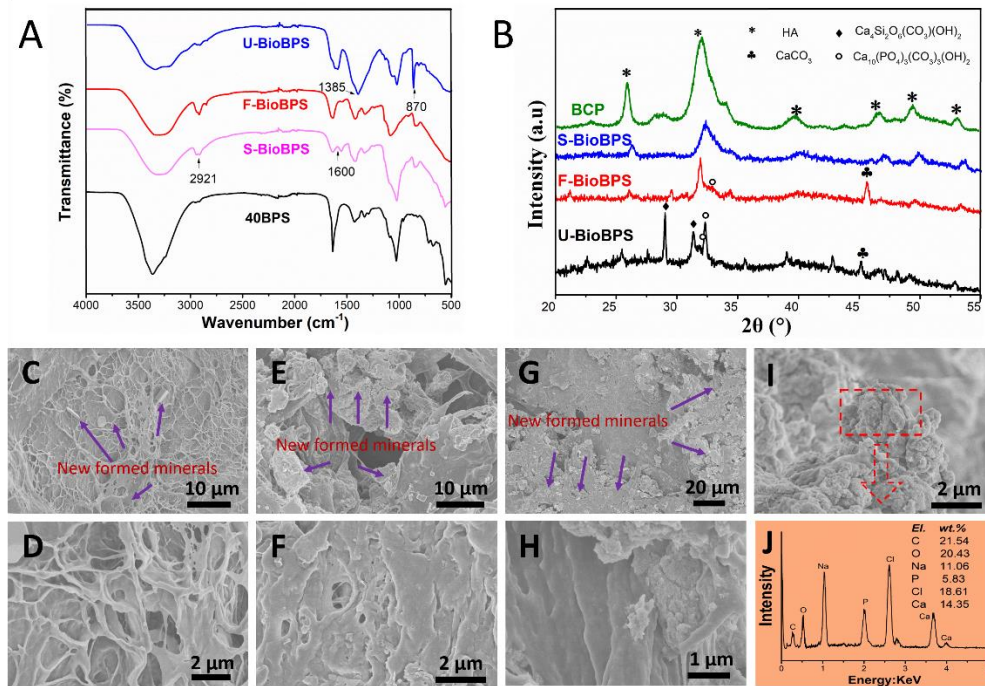 A
U-BioBPS
1385
870
F-BioBPS
S-BioBPS
2921
1600
40BPS
Transmittance (%)
4000 3500 3000 2500 2000 1500 1000 500
Wavenumber (cm⁻¹)
B
* HA ♦ Ca₄Si₂O₆(CO₃)(OH)₂
♣ CaCO₃ o Ca₁₀(PO₄)₃(CO₃)₃(OH)₂
BCP
S-BioBPS
F-BioBPS
U-BioBPS
Intensity (a.u)
20 25 30 35 40 45 50 55
2θ (°)
C
New formed minerals
10 μm
E
New formed minerals
10 μm
G
New formed minerals
20 μm
I
2 μm
D
2 μm
F
2 μm
H
1 μm
J
El. wt.%
C 21.54
O 20.43
Na 11.06
P 5.83
Cl 18.61
Ca 14.35
C O Na P Cl Ca Ca
Intensity
0 1 2 3 4
Energy:KeV